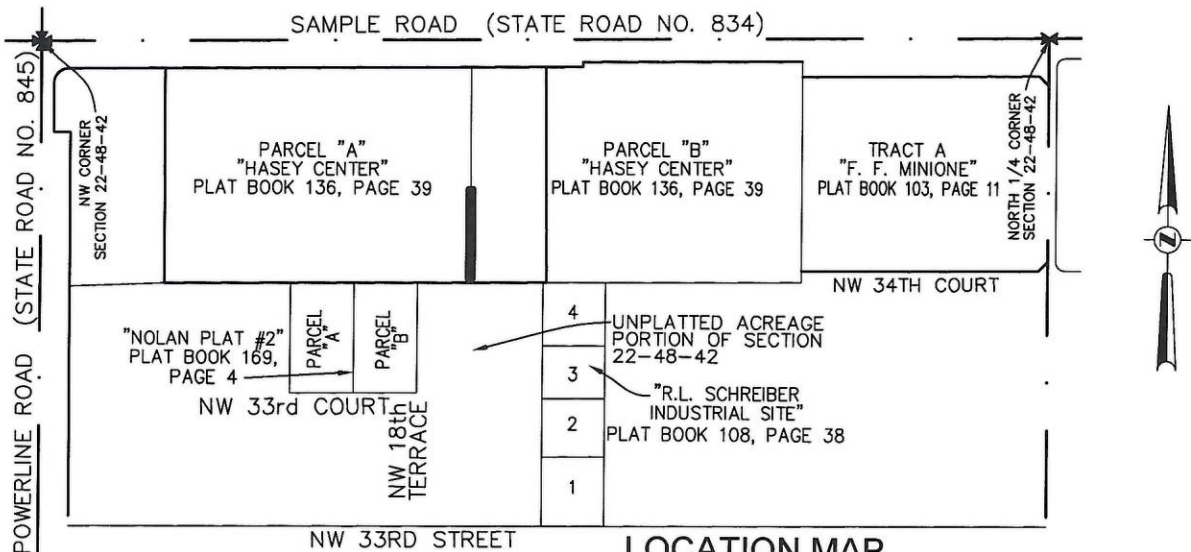 SAMPLE ROAD (STATE ROAD NO. 834)
POWERLINE ROAD (STATE ROAD NO. 845)
NW CORNER
SECTION 22-48-42
PARCEL "A"
"HASEY CENTER"
PLAT BOOK 136, PAGE 39
PARCEL "B"
"HASEY CENTER"
PLAT BOOK 136, PAGE 39
TRACT A
"F. F. MINIONE"
PLAT BOOK 103, PAGE 11
NORTH 1/4 CORNER
SECTION 22-48-42
N
NW 34TH COURT
"NOLAN PLAT #2"
PLAT BOOK 169,
PAGE 4
PARCEL
"A"
PARCEL
"B"
NW 33rd COURT
NW 18th
TERRACE
4
3
2
1
UNPLATTED ACREAGE
PORTION OF SECTION
22-48-42
"R.L. SCHREIBER
INDUSTRIAL SITE"
PLAT BOOK 108, PAGE 38
NW 33RD STREET
LOCATION MAP